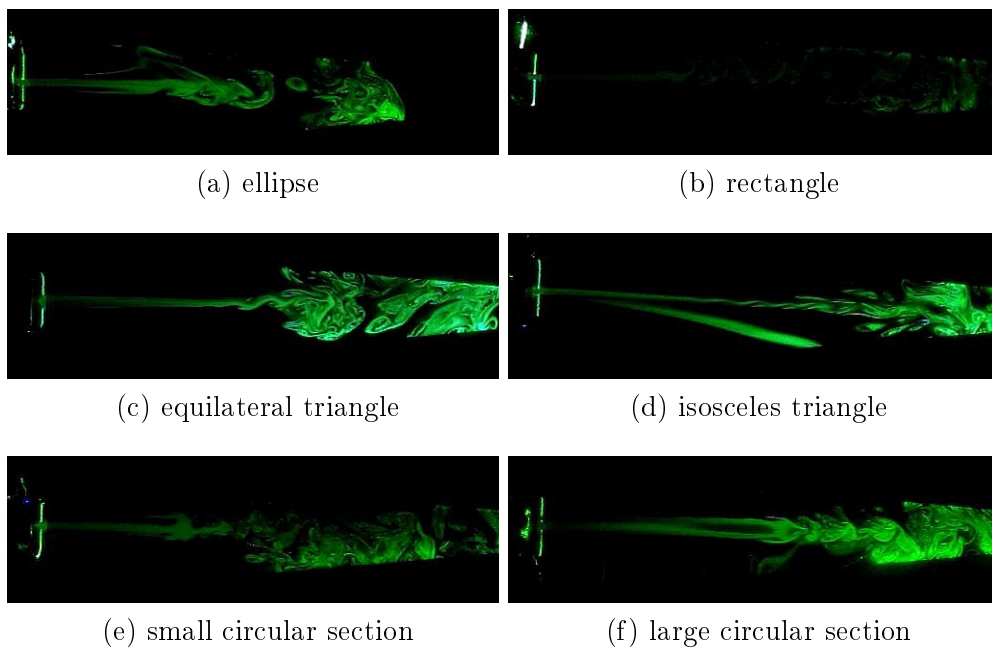 (a) ellipse
(b) rectangle
(c) equilateral triangle
(d) isosceles triangle
(e) small circular section
(f) large circular section